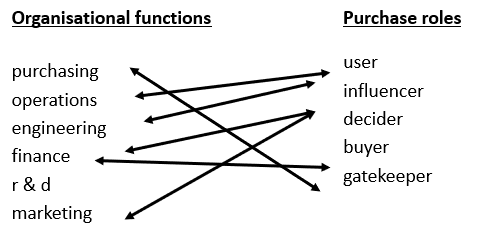 Organisational functions
Purchase roles
purchasing
operations
engineering
finance
r & d
marketing
user
influencer
decider
buyer
gatekeeper